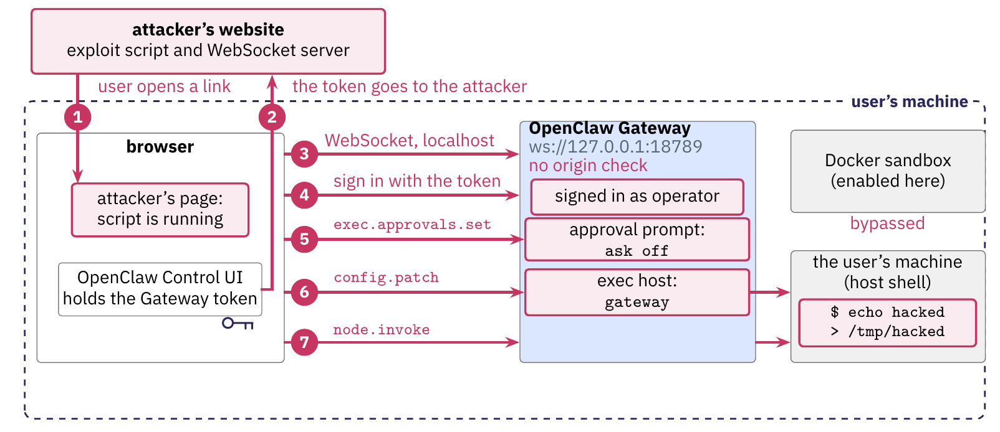 attacker’s website
exploit script and WebSocket server
user opens a link
the token goes to the attacker
user’s machine
1
2
browser
attacker’s page:
script is running
OpenClaw Control UI
holds the Gateway token
3
WebSocket, localhost
4
sign in with the token
5
exec.approvals.set
6
config.patch
7
node.invoke
OpenClaw Gateway
ws://127.0.0.1:18789
no origin check
signed in as operator
approval prompt:
ask off
exec host:
gateway
Docker sandbox
(enabled here)
bypassed
the user’s machine
(host shell)
$ echo hacked
> /tmp/hacked